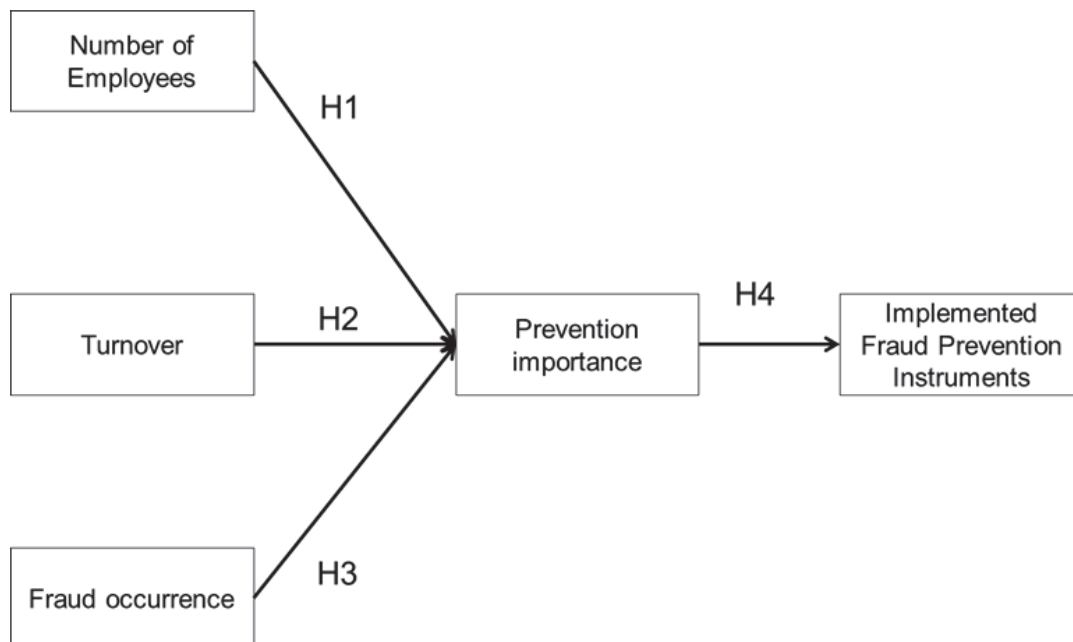 Number of
Employees
H1
Turnover
H2
Prevention
importance
H4
Implemented
Fraud Prevention
Instruments
H3
Fraud occurrence